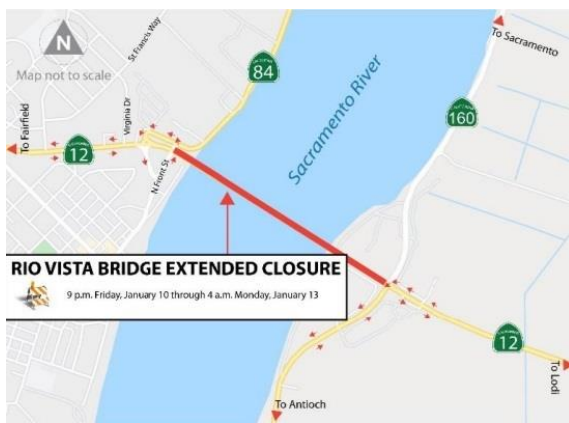 N
Map not to scale
St Francis Way
84
To Sacramento
Sacramento River
160
To Fairfield
12
Virginia Dr
N Front St
RIO VISTA BRIDGE EXTENDED CLOSURE
9 p.m. Friday, January 10 through 4 a.m. Monday, January 13
12
To Lodi
To Antioch